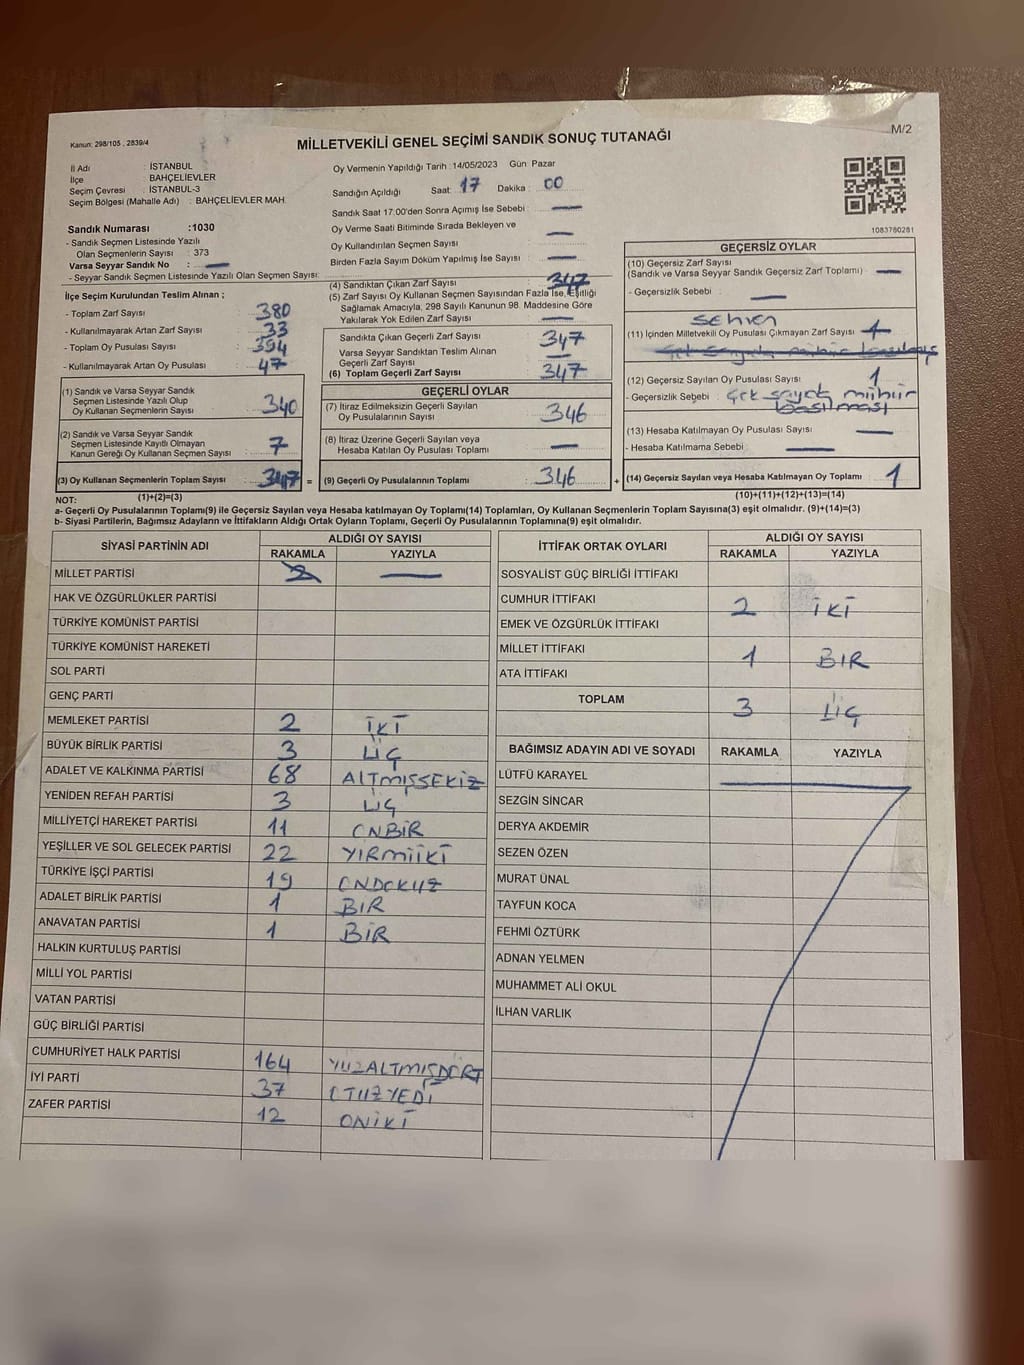 M/2
Kanun: 298/105 , 2839/4
MİLLETVEKİLİ GENEL SEÇİMİ SANDIK SONUÇ TUTANAĞI
İl Adı : İSTANBUL
İlçe : BAHÇELİEVLER
Seçim Çevresi : İSTANBUL-3
Seçim Bölgesi (Mahalle Adı) : BAHÇELİEVLER MAH.
Sandık Numarası :1030
- Sandık Seçmen Listesinde Yazılı
Olan Seçmenlerin Sayısı : 373
Varsa Seyyar Sandık No : —
- Seyyar Sandık Seçmen Listesinde Yazılı Olan Seçmen Sayısı:
İlçe Seçim Kurulundan Teslim Alınan ;
- Toplam Zarf Sayısı : 380
- Kullanılmayarak Artan Zarf Sayısı : 33
- Toplam Oy Pusulası Sayısı : 394
- Kullanılmayarak Artan Oy Pusulası : 47
(1) Sandık ve Varsa Seyyar Sandık
Seçmen Listesinde Yazılı Olup
Oy Kullanan Seçmenlerin Sayısı : 340
(2) Sandık ve Varsa Seyyar Sandık
Seçmen Listesinde Kayıtlı Olmayan
Kanun Gereği Oy Kullanan Seçmen Sayısı : 7
(3) Oy Kullanan Seçmenlerin Toplam Sayısı : 347 =
Oy Vermenin Yapıldığı Tarih : 14/05/2023 Gün: Pazar
Sandığın Açıldığı Saat: 17 Dakika : 00
Sandık Saat 17:00'den Sonra Açımış İse Sebebi : —
Oy Verme Saati Bitiminde Sırada Bekleyen ve
Oy Kullandırılan Seçmen Sayısı —
Birden Fazla Sayım Döküm Yapılmış İse Sayısı : —
(4) Sandıktan Çıkan Zarf Sayısı : 347
(5) Zarf Sayısı Oy Kullanan Seçmen Sayısından Fazla İse, Eşitliği
Sağlamak Amacıyla, 298 Sayılı Kanunun 98. Maddesine Göre
Yakılarak Yok Edilen Zarf Sayısı : —
Sandıkta Çıkan Geçerli Zarf Sayısı : 347
Varsa Seyyar Sandıktan Teslim Alınan
Geçerli Zarf Sayısı : —
(6) Toplam Geçerli Zarf Sayısı : 347
GEÇERLİ OYLAR
(7) İtiraz Edilmeksizin Geçerli Sayılan
Oy Pusulalarının Sayısı : 346
(8) İtiraz Üzerine Geçerli Sayılan veya
Hesaba Katılan Oy Pusulası Toplamı : —
(9) Geçerli Oy Pusulalarının Toplamı : 346 +
1083760281
GEÇERSİZ OYLAR
(10) Geçersiz Zarf Sayısı
(Sandık ve Varsa Seyyar Sandık Geçersiz Zarf Toplamı) : —
- Geçersizlik Sebebi : —
(11) İçinden Milletvekili Oy Pusulası Çıkmayan Zarf Sayısı :
(12) Geçersiz Sayılan Oy Pusulası Sayısı : 1
- Geçersizlik Sebebi : çok sayıda mühür
basılması
(13) Hesaba Katılmayan Oy Pusulası Sayısı : —
- Hesaba Katılmama Sebebi : —
(14) Geçersiz Sayılan veya Hesaba Katılmayan Oy Toplamı : 1
NOT: (1)+(2)=(3)
(10)+(11)+(12)+(13)=(14)
a- Geçerli Oy Pusulalarının Toplamı(9) ile Geçersiz Sayılan veya Hesaba katılmayan Oy Toplamı(14) Toplamları, Oy Kullanan Seçmenlerin Toplam Sayısına(3) eşit olmalıdır. (9)+(14)=(3)
b- Siyasi Partilerin, Bağımsız Adayların ve İttifakların Aldığı Ortak Oyların Toplamı, Geçerli Oy Pusulalarının Toplamına(9) eşit olmalıdır.
SİYASİ PARTİNİN ADI ALDIĞI OY SAYISI
RAKAMLA YAZIYLA
MİLLET PARTİSİ —
HAK VE ÖZGÜRLÜKLER PARTİSİ
TÜRKİYE KOMÜNİST PARTİSİ
TÜRKİYE KOMÜNİST HAREKETİ
SOL PARTİ
GENÇ PARTİ
MEMLEKET PARTİSİ 2 İKİ
BÜYÜK BİRLİK PARTİSİ 3 ÜÇ
ADALET VE KALKINMA PARTİSİ 68 ALTMIŞSEKİZ
YENİDEN REFAH PARTİSİ 3 ÜÇ
MİLLİYETÇİ HAREKET PARTİSİ 11 ONBİR
YEŞİLLER VE SOL GELECEK PARTİSİ 22 YIRMIİKİ
TÜRKİYE İŞÇİ PARTİSİ 19 ONDOKUZ
ADALET BİRLİK PARTİSİ 1 BIR
ANAVATAN PARTİSİ 1 BİR
HALKIN KURTULUŞ PARTİSİ
MİLLİ YOL PARTİSİ
VATAN PARTİSİ
GÜÇ BİRLİĞİ PARTİSİ
CUMHURİYET HALK PARTİSİ 164 YÜZALTMIŞDÖRT
İYİ PARTİ 37 OTUZYEDİ
ZAFER PARTİSİ 12 ONİKİ
İTTİFAK ORTAK OYLARI ALDIĞI OY SAYISI
RAKAMLA YAZIYLA
SOSYALİST GÜÇ BİRLİĞİ İTTİFAKI
CUMHUR İTTİFAKI 2 İKİ
EMEK VE ÖZGÜRLÜK İTTİFAKI
MİLLET İTTİFAKI 1 BIR
ATA İTTİFAKI
TOPLAM 3 ÜÇ
BAĞIMSIZ ADAYIN ADI VE SOYADI RAKAMLA YAZIYLA
LÜTFÜ KARAYEL
SEZGİN SİNCAR
DERYA AKDEMİR
SEZEN ÖZEN
MURAT ÜNAL
TAYFUN KOCA
FEHMİ ÖZTÜRK
ADNAN YELMEN
MUHAMMET ALİ OKUL
İLHAN VARLIK